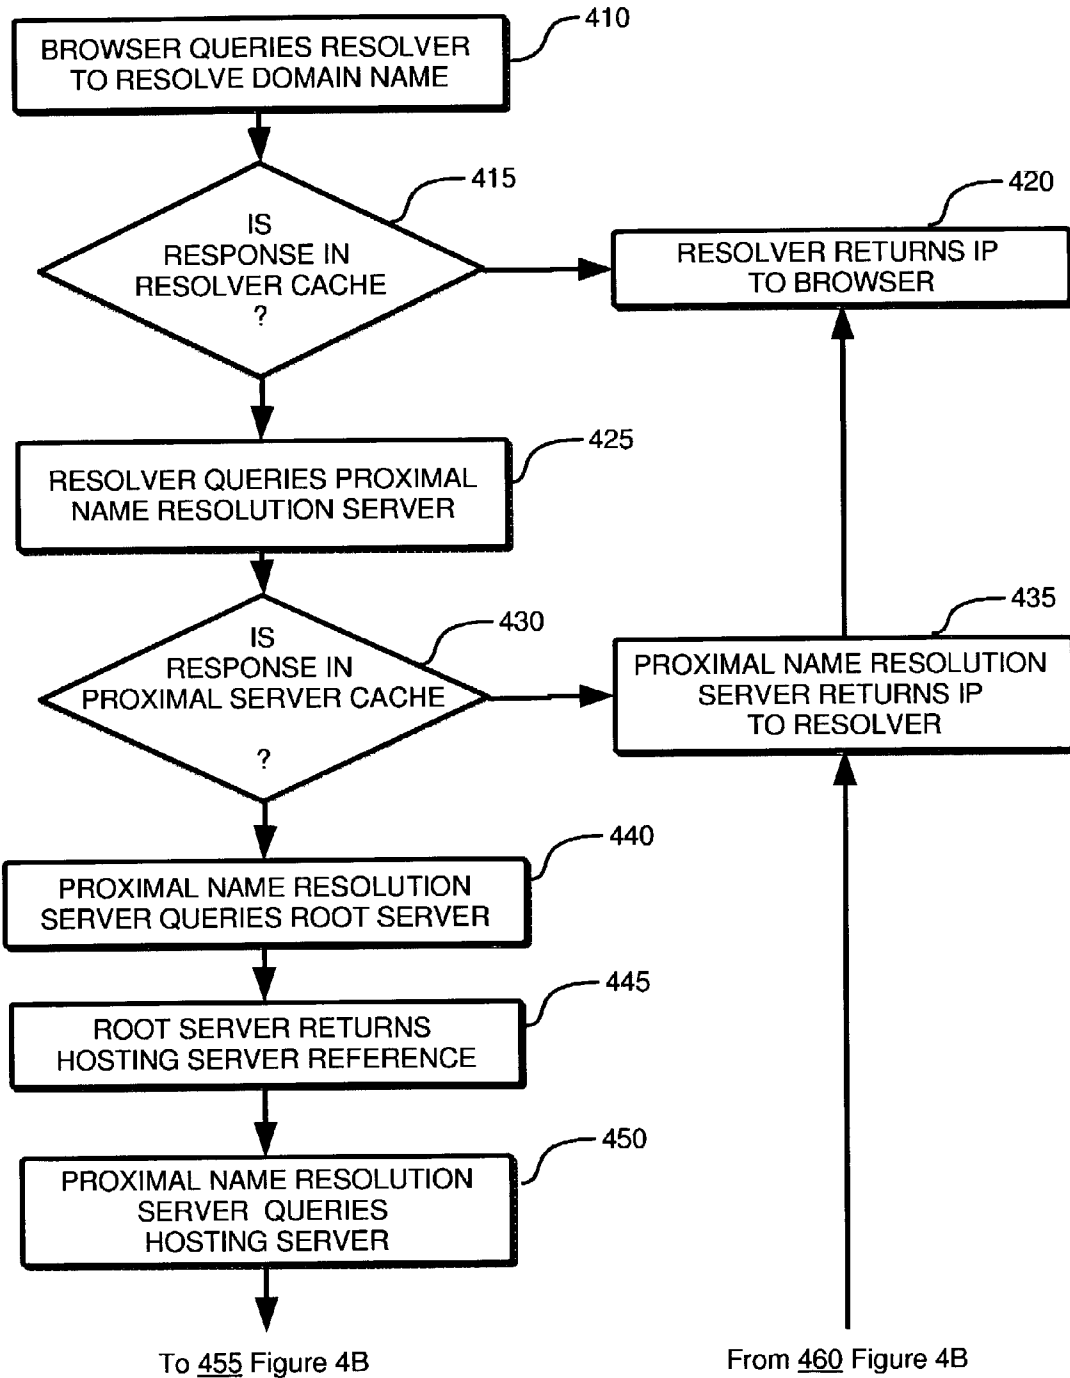 410
BROWSER QUERIES RESOLVER
TO RESOLVE DOMAIN NAME
415
IS
RESPONSE IN
RESOLVER CACHE
?
420
RESOLVER RETURNS IP
TO BROWSER
425
RESOLVER QUERIES PROXIMAL
NAME RESOLUTION SERVER
430
IS
RESPONSE IN
PROXIMAL SERVER CACHE
?
435
PROXIMAL NAME RESOLUTION
SERVER RETURNS IP
TO RESOLVER
440
PROXIMAL NAME RESOLUTION
SERVER QUERIES ROOT SERVER
445
ROOT SERVER RETURNS
HOSTING SERVER REFERENCE
450
PROXIMAL NAME RESOLUTION
SERVER QUERIES
HOSTING SERVER
To 455 Figure 4B
From 460 Figure 4B